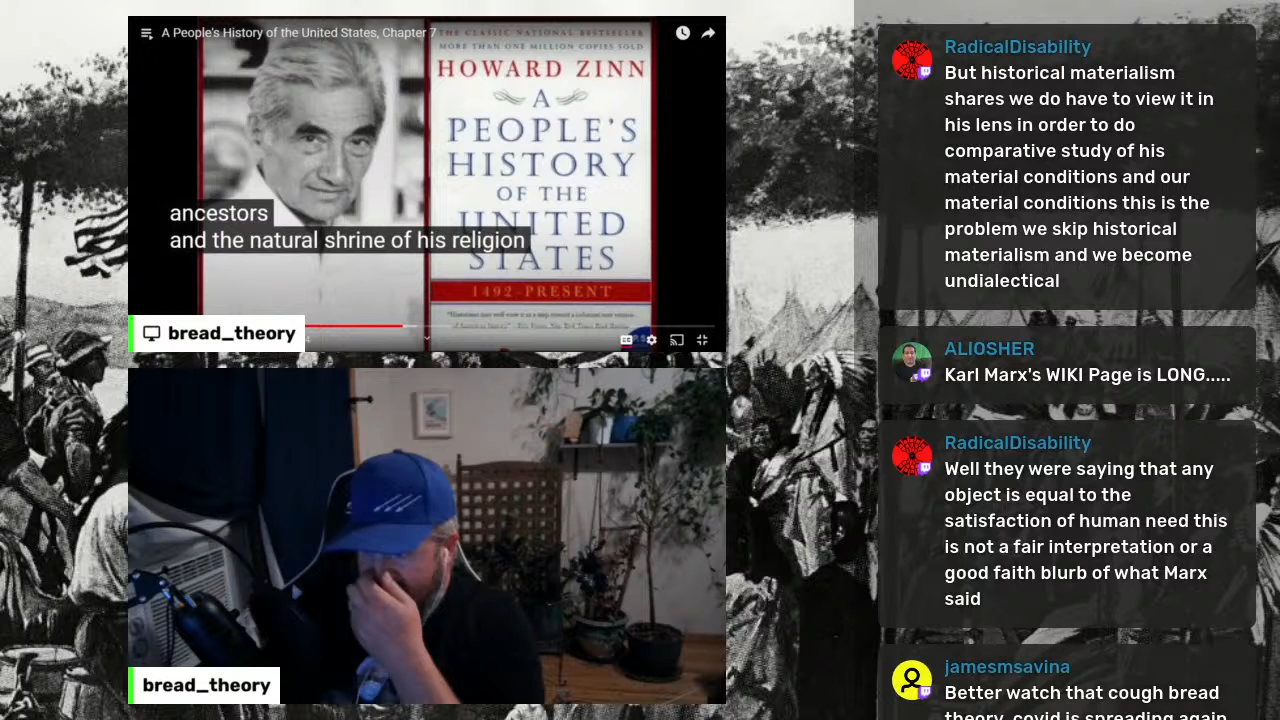 A People's History of the United States, Chapter 7
THE CLASSIC NATIONAL BESTSELLER
MORE THAN ONE MILLION COPIES SOLD
HOWARD ZINN
A
PEOPLE'S
HISTORY
OF THE
UNITED
STATES
1492-PRESENT
ancestors
and the natural shrine of his religion
bread_theory
CC
bread_theory
RadicalDisability
But historical materialism
shares we do have to view it in
his lens in order to do
comparative study of his
material conditions and our
material conditions this is the
problem we skip historical
materialism and we become
undialectical
ALIOSHER
Karl Marx's WIKI Page is LONG.....
RadicalDisability
Well they were saying that any
object is equal to the
satisfaction of human need this
is not a fair interpretation or a
good faith blurb of what Marx
said
jamesmsavina
Better watch that cough bread
theory, covid is spreading again